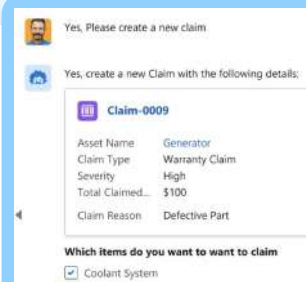 Yes, Please create a new claim
Yes, create a new Claim with the following details:
Claim-0009
Asset Name Generator
Claim Type Warranty Claim
Severity High
Total Claimed... $100
Claim Reason Defective Part
Which items do you want to want to claim
Coolant System